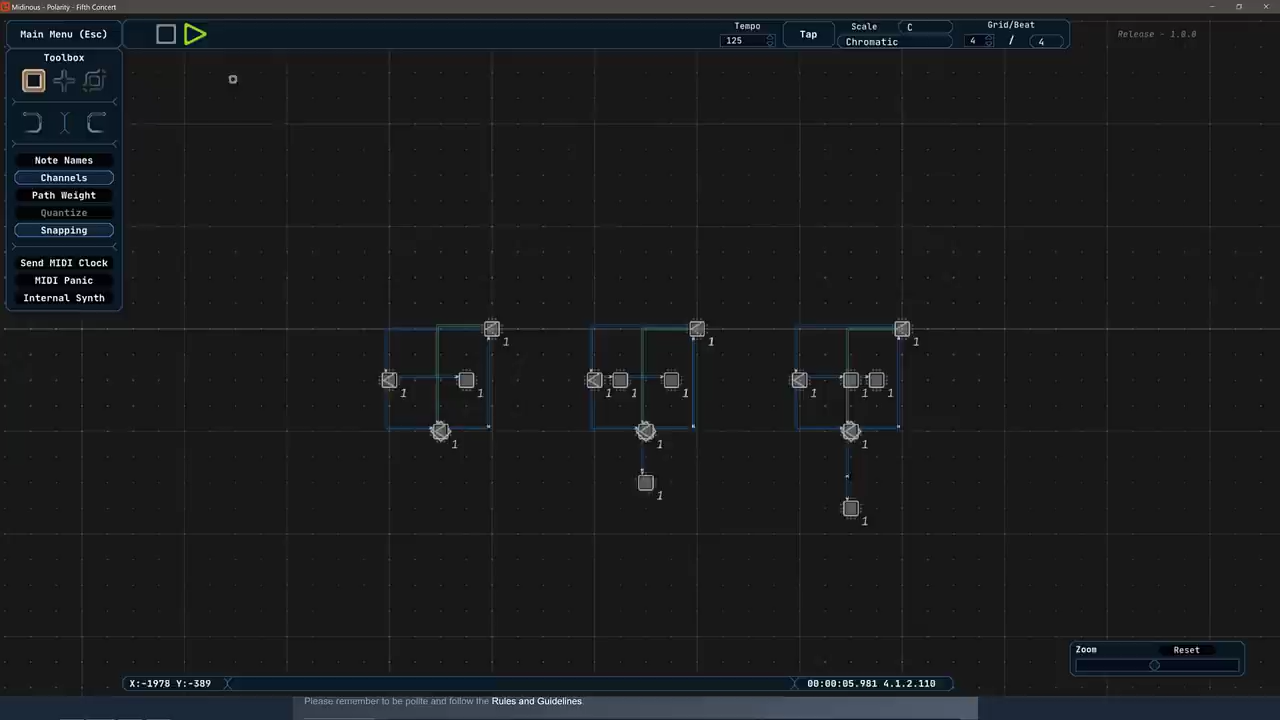 Midinous - Polarity - Fifth Concert
Main Menu (Esc)
Tempo
125
Tap
Scale
C
Chromatic
Grid/Beat
4 / 4
Release - 1.0.0
Toolbox
Note Names
Channels
Path Weight
Quantize
Snapping
Send MIDI Clock
MIDI Panic
Internal Synth
1
1
1
1 1
1 1 1
1 1 1
1
1
1
1
1
Zoom
Reset
X:-1978 Y:-389
00:00:05.981 4.1.2.110
Please remember to be polite and follow the Rules and Guidelines.